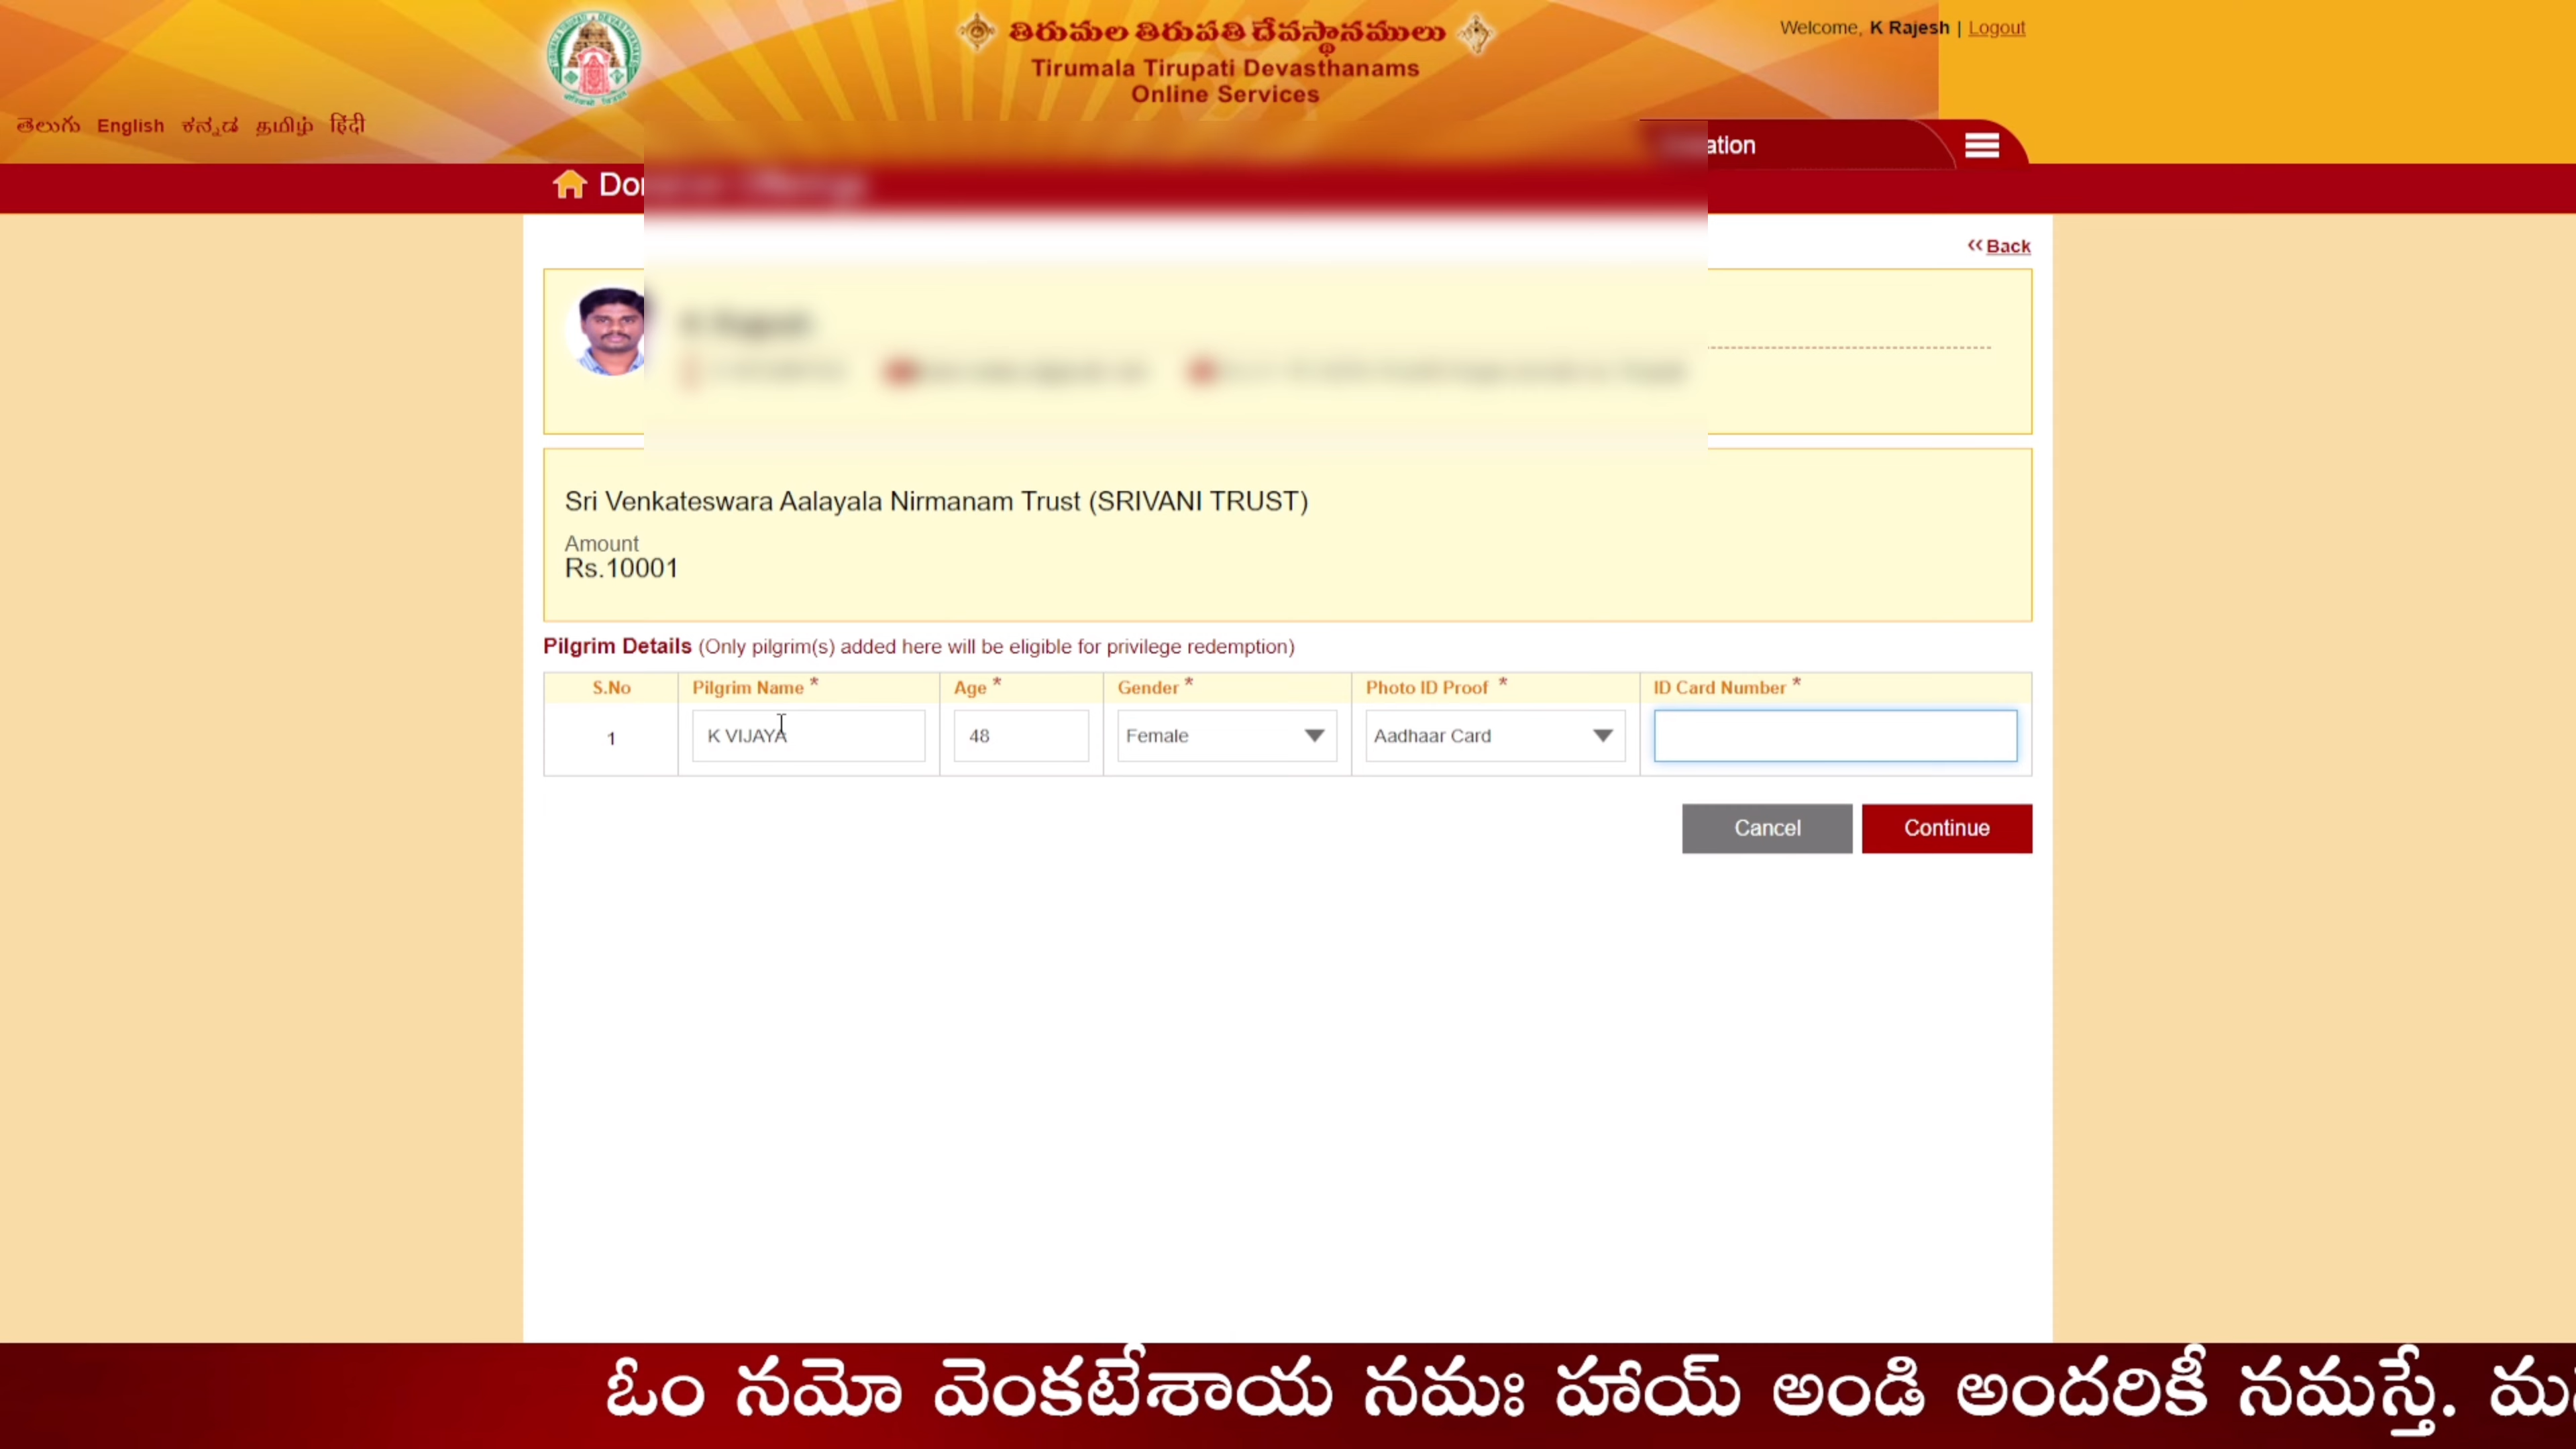 తిరుమల తిరుపతి దేవస్థానములు
Tirumala Tirupati Devasthanams
Online Services
Welcome, K Rajesh | Logout
తెలుగు English ಕನ್ನಡ தமிழ் हिंदी
ation
Don
<< Back
Sri Venkateswara Aalayala Nirmanam Trust (SRIVANI TRUST)
Amount
Rs.10001
Pilgrim Details (Only pilgrim(s) added here will be eligible for privilege redemption)
S.No Pilgrim Name * Age * Gender * Photo ID Proof * ID Card Number *
1 K VIJAYA 48 Female Aadhaar Card
Cancel Continue
ఓం నమో వెంకటేశాయ నమః హాయ్ అండి అందరికీ నమస్తే.